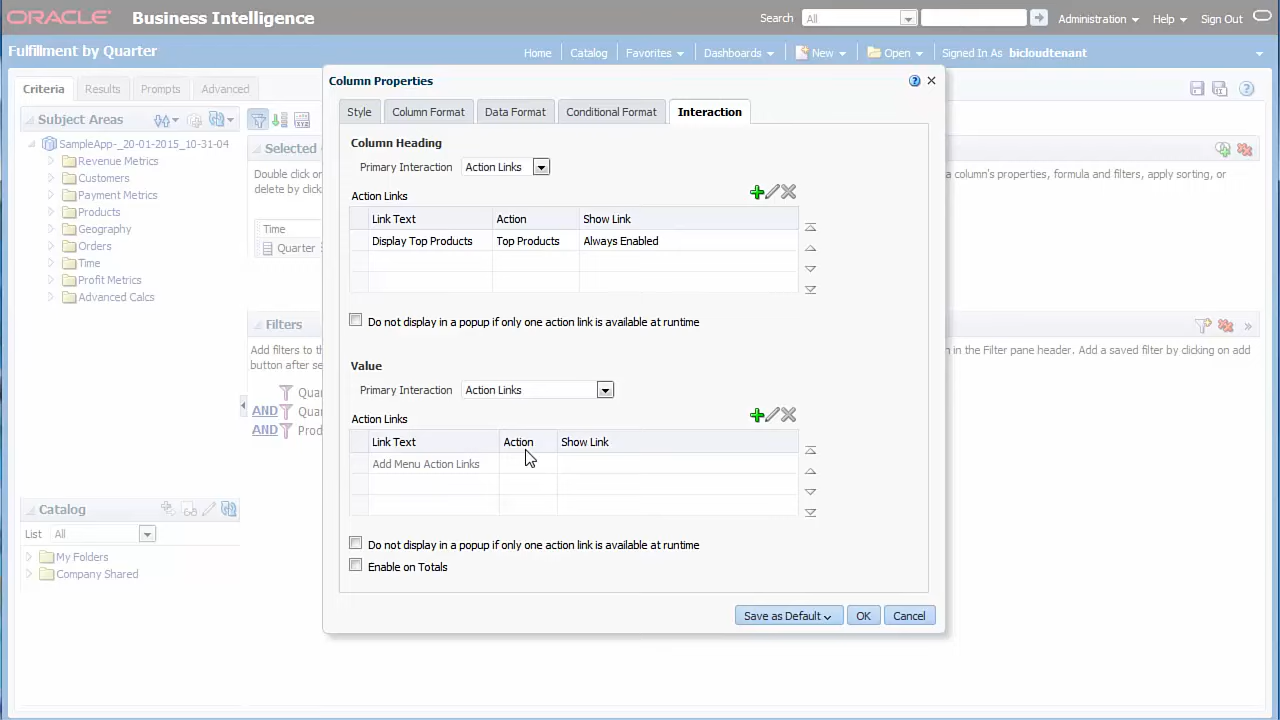 ORACLE Business Intelligence
Search All Administration Help Sign Out
Fulfillment by Quarter
Home Catalog Favorites Dashboards New Open Signed In As bicloudtenant
Criteria Results Prompts Advanced
Subject Areas
SampleApp-_20-01-2015_10-31-04
Revenue Metrics
Customers
Payment Metrics
Products
Geography
Orders
Time
Profit Metrics
Advanced Calcs
Catalog
List All
My Folders
Company Shared
Selected
Double click on
delete by click
a column's properties, formula and filters, apply sorting, or
Time
Quarter
Filters
Add filters to th
button after se
in the Filter pane header. Add a saved filter by clicking on add
Quar
AND Quar
AND Prod
Column Properties
Style Column Format Data Format Conditional Format Interaction
Column Heading
Primary Interaction Action Links
Action Links
Link Text Action Show Link
Display Top Products Top Products Always Enabled
Do not display in a popup if only one action link is available at runtime
Value
Primary Interaction Action Links
Action Links
Link Text Action Show Link
Add Menu Action Links
Do not display in a popup if only one action link is available at runtime
Enable on Totals
Save as Default OK Cancel